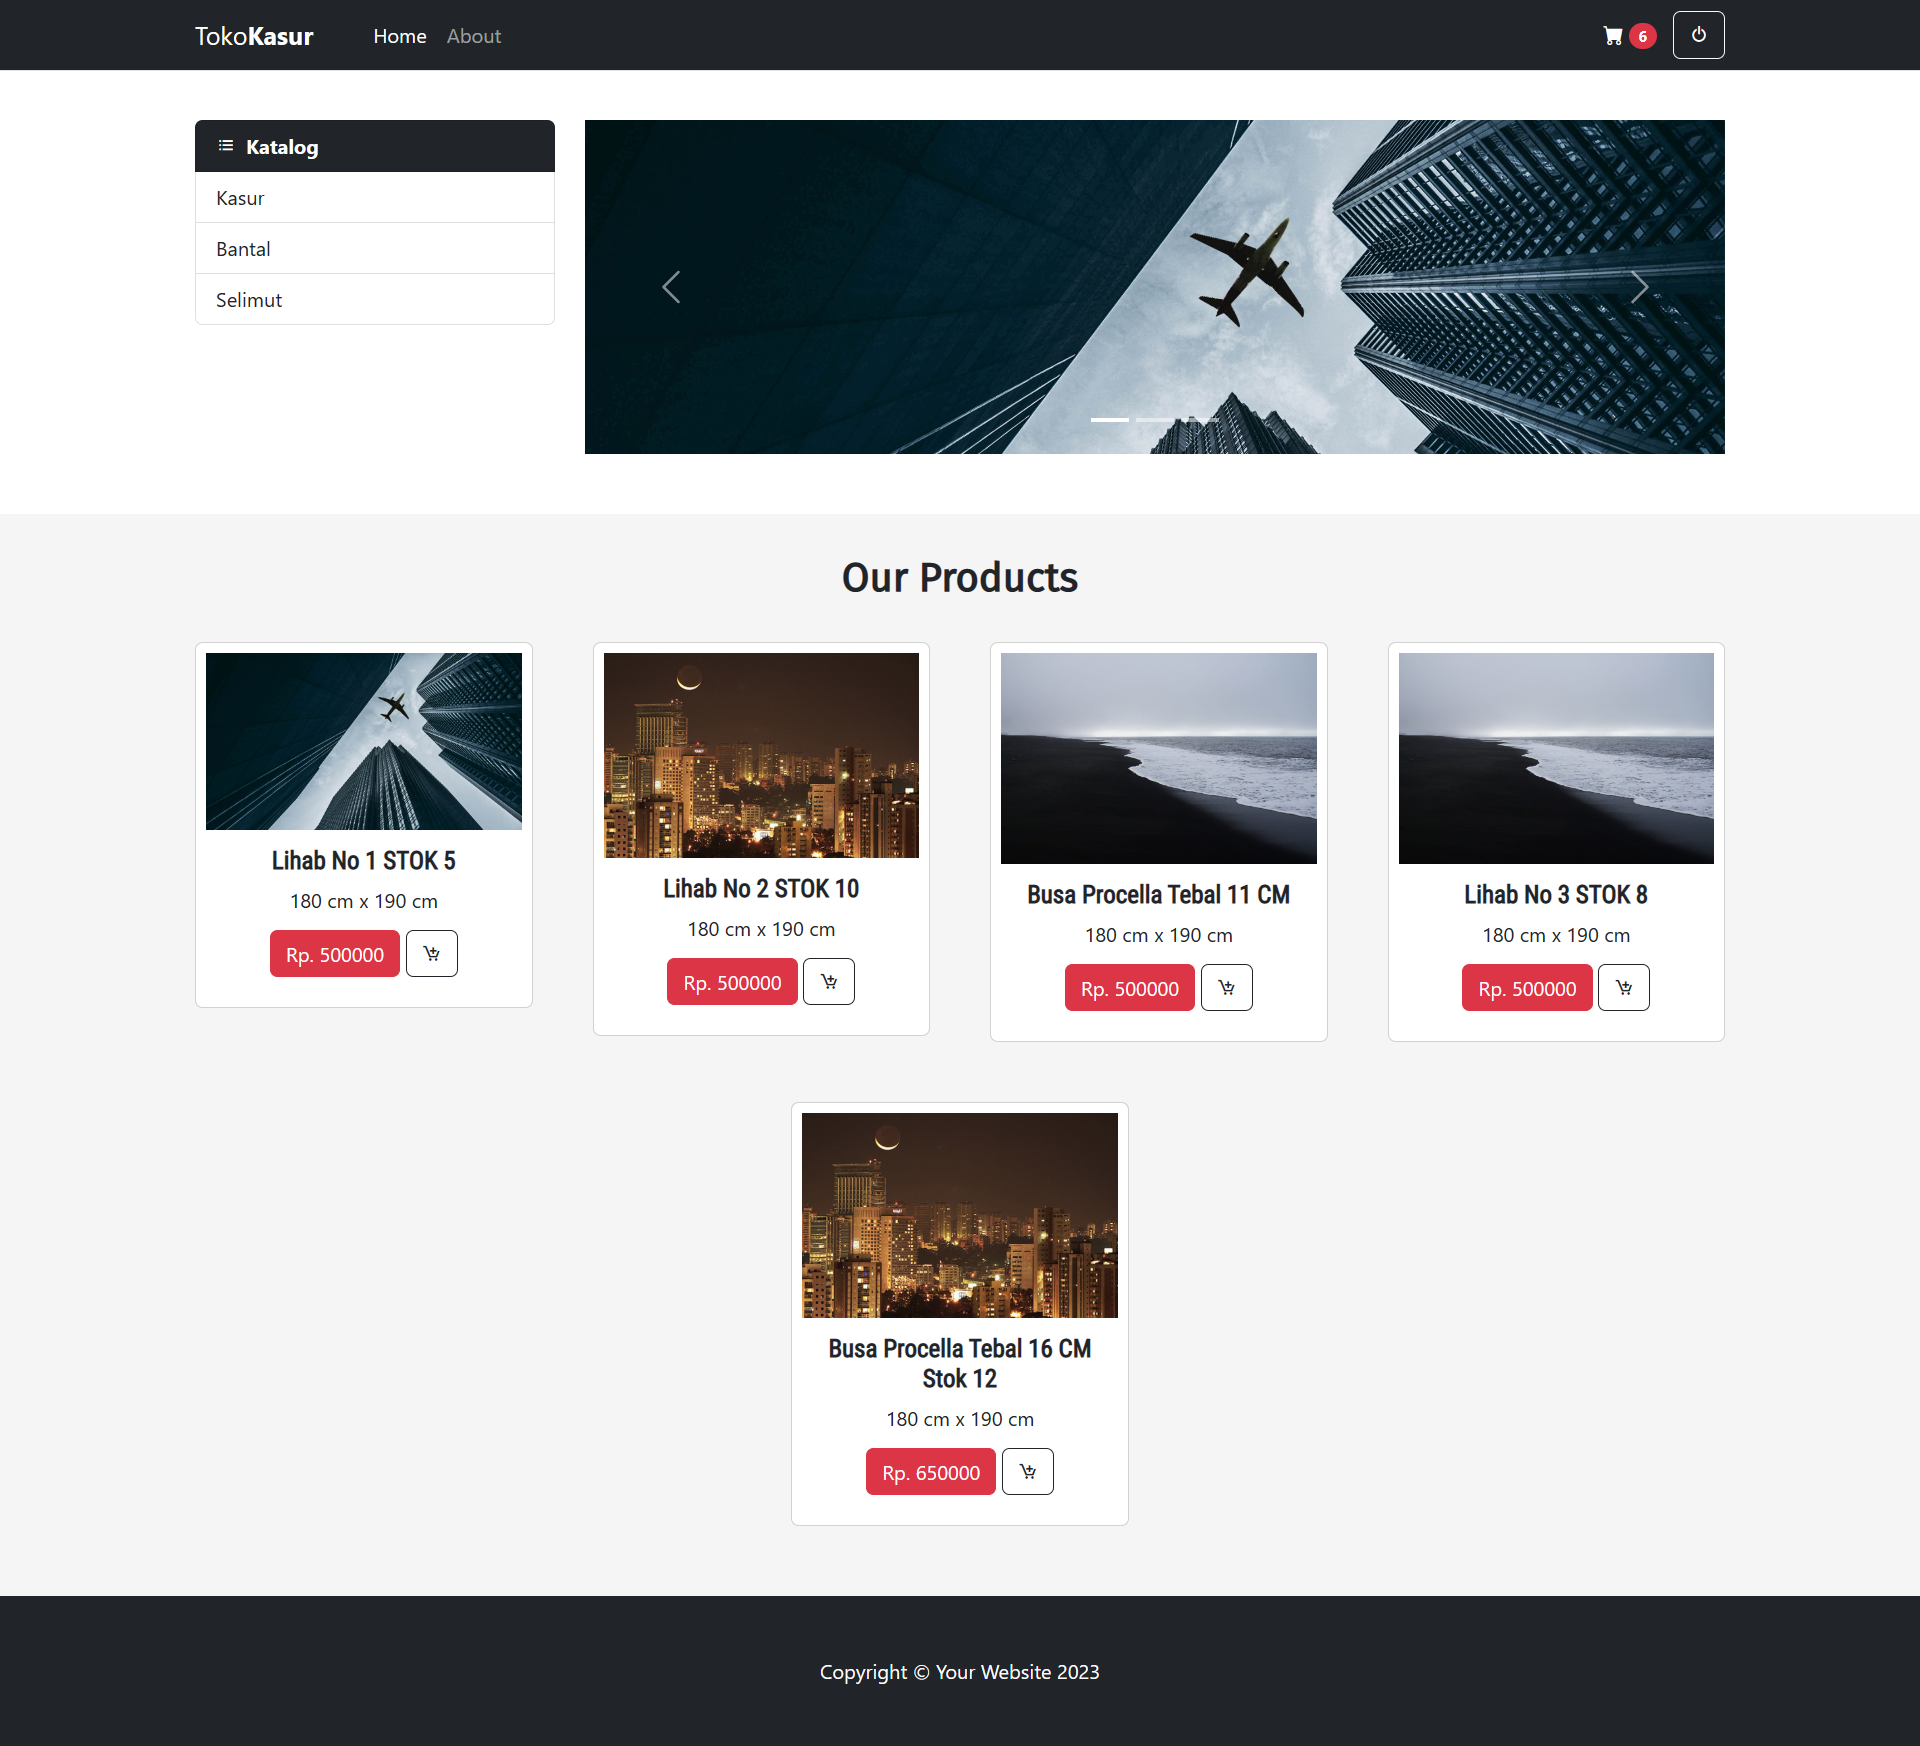 TokoKasur Home About 6
Katalog
Kasur
Bantal
Selimut
Our Products
Lihab No 1 STOK 5
180 cm x 190 cm
Rp. 500000
Lihab No 2 STOK 10
180 cm x 190 cm
Rp. 500000
Busa Procella Tebal 11 CM
180 cm x 190 cm
Rp. 500000
Lihab No 3 STOK 8
180 cm x 190 cm
Rp. 500000
Busa Procella Tebal 16 CM
Stok 12
180 cm x 190 cm
Rp. 650000
Copyright © Your Website 2023